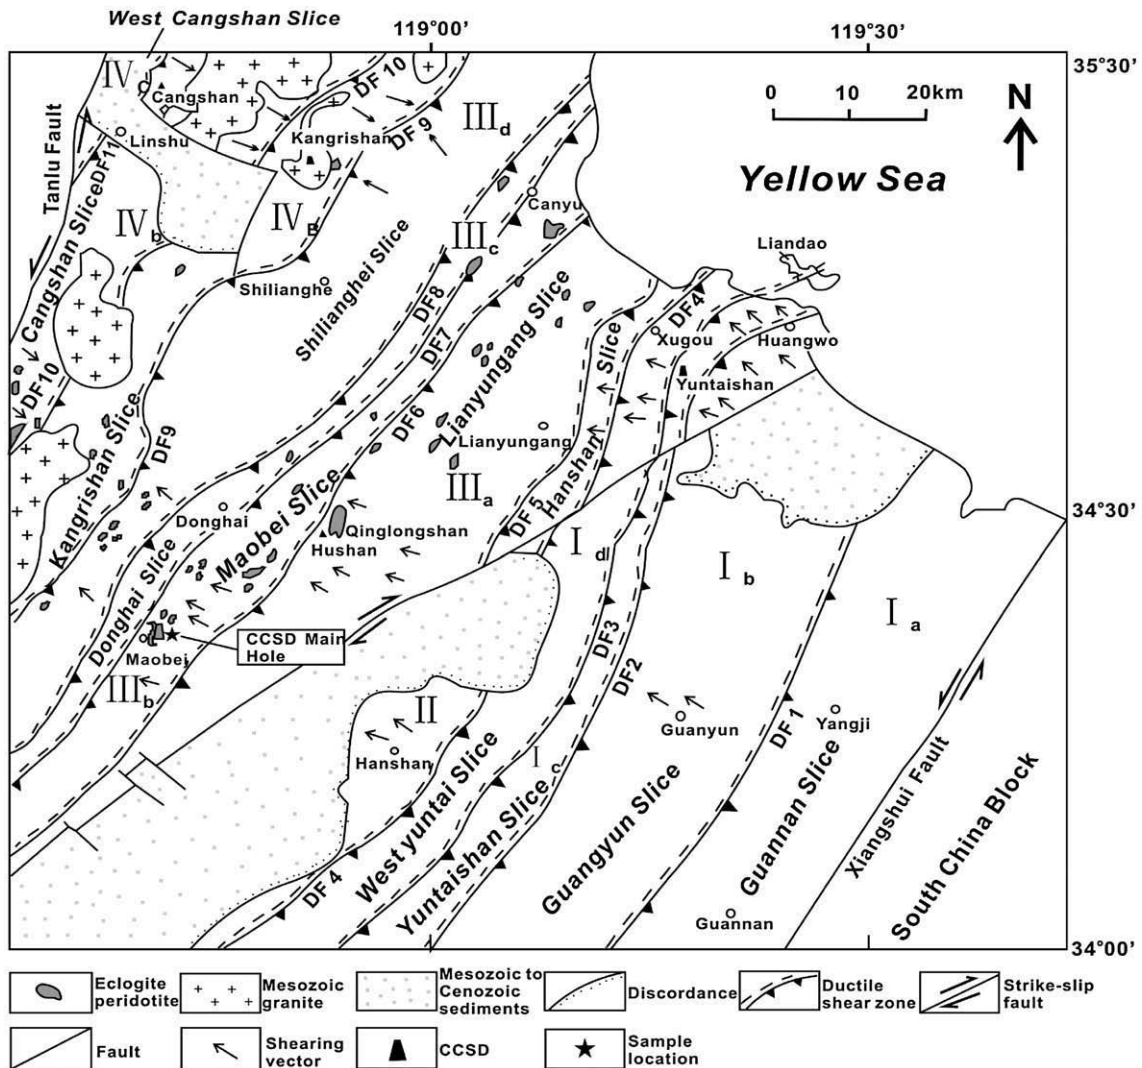 West Cangshan Slice
119°00'
119°30'
35°30'
0 10 20km
N
Yellow Sea
IV
c
Cangshan
DF 10
Linshu
Kangrishan
DF 9
III d
Tanlu Fault
DF11
Cangshan Slice
IV b
IV B
Canyu
III c
Liandao
Shilianghe
Shilianghei Slice
DF8
DF7
DF4
Xugou
Huangwo
Yuntaishan
Slice
Lianyungang Slice
DF10
DF6
Lianyungang
Hanshan
Kangrishan Slice
DF9
III a
DF 5
34°30'
Donghai
Maobei Slice
Qinglongshan
Hushan
I d
I b
I a
Donghai Slice
CCSD Main
Hole
Maobei
III b
DF3
DF2
DF 1
II
Guanyun
Yangji
Hanshan
I c
West yuntai Slice
Yuntaishan Slice
Guangyun Slice
Guannan Slice
Xiangshui Fault
South China Block
DF 4
Guannan
34°00'
Eclogite
peridotite
Mesozoic
granite
Mesozoic to
Cenozoic
sediments
Discordance
Ductile
shear zone
Strike-slip
fault
Fault
Shearing
vector
CCSD
Sample
location